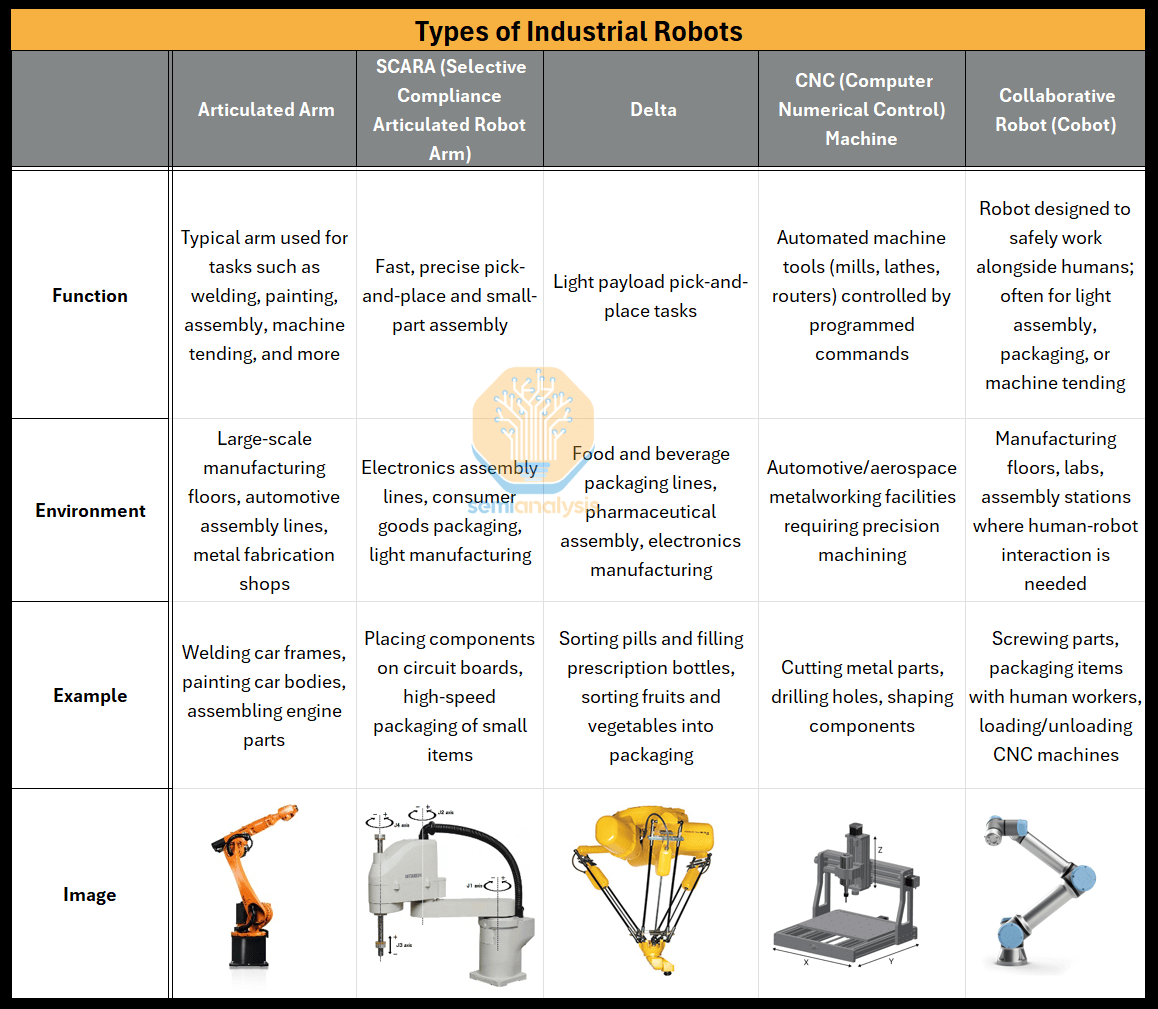 Types of Industrial Robots
Articulated Arm
SCARA (Selective
Compliance
Articulated Robot
Arm)
Delta
CNC (Computer
Numerical Control)
Machine
Collaborative
Robot (Cobot)
Function
Typical arm used for
tasks such as
welding, painting,
assembly, machine
tending, and more
Fast, precise pick-
and-place and small-
part assembly
Light payload pick-and-
place tasks
Automated machine
tools (mills, lathes,
routers) controlled by
programmed
commands
Robot designed to
safely work
alongside humans;
often for light
assembly,
packaging, or
machine tending
Environment
Large-scale
manufacturing
floors, automotive
assembly lines,
metal fabrication
shops
Electronics assembly
lines, consumer
goods packaging,
light manufacturing
Food and beverage
packaging lines,
pharmaceutical
assembly, electronics
manufacturing
Automotive/aerospace
metalworking facilities
requiring precision
machining
Manufacturing
floors, labs,
assembly stations
where human-robot
interaction is
needed
semianalysis
Example
Welding car frames,
painting car bodies,
assembling engine
parts
Placing components
on circuit boards,
high-speed
packaging of small
items
Sorting pills and filling
prescription bottles,
sorting fruits and
vegetables into
packaging
Cutting metal parts,
drilling holes, shaping
components
Screwing parts,
packaging items
with human workers,
loading/unloading
CNC machines
Image
- +
J4 axis
- +
J2 axis
- +
J1 axis
+
J3 axis
-
Z
X
Y